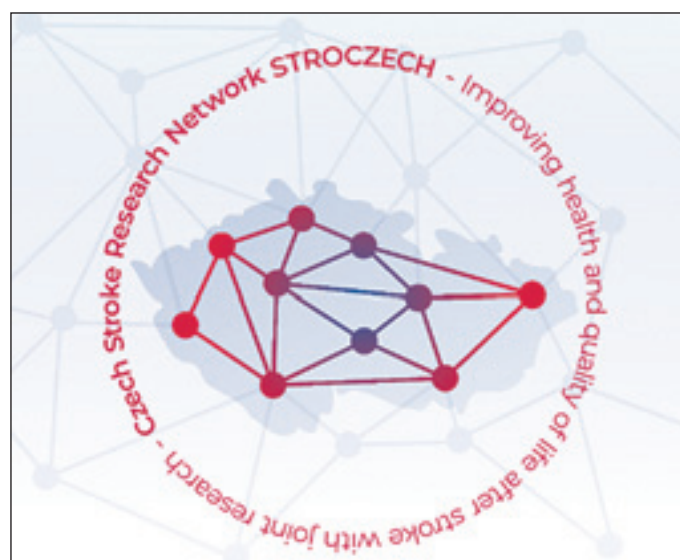 Czech Stroke Research Network STROCZECH - Improving health and quality of life after stroke with joint research -